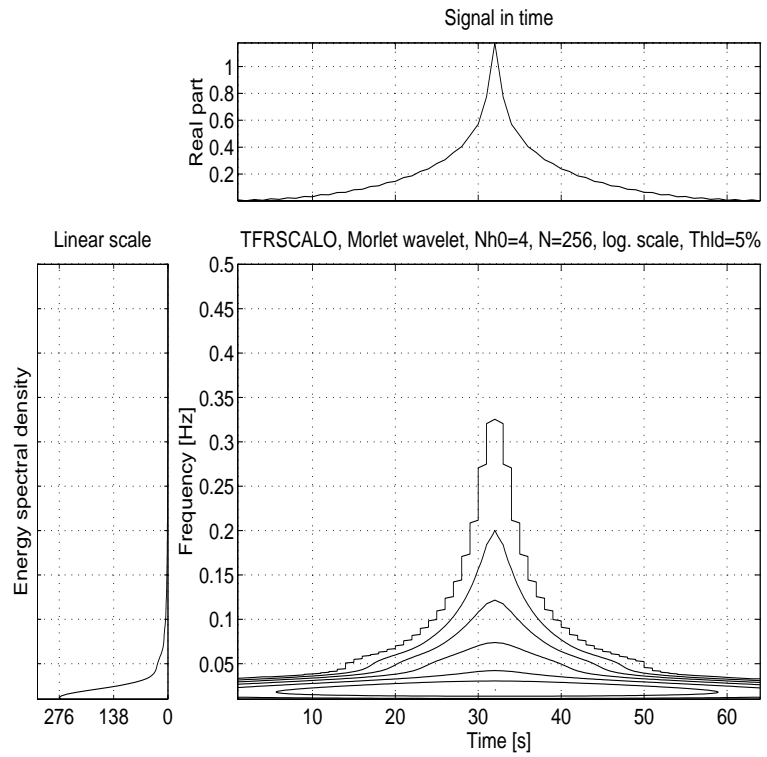 Signal in time
Real part
1
0.8
0.6
0.4
0.2
Linear scale
TFRSCALO, Morlet wavelet, Nh0=4, N=256, log. scale, Thld=5%
Energy spectral density
276 138 0
Frequency [Hz]
0.5
0.45
0.4
0.35
0.3
0.25
0.2
0.15
0.1
0.05
10 20 30 40 50 60
Time [s]